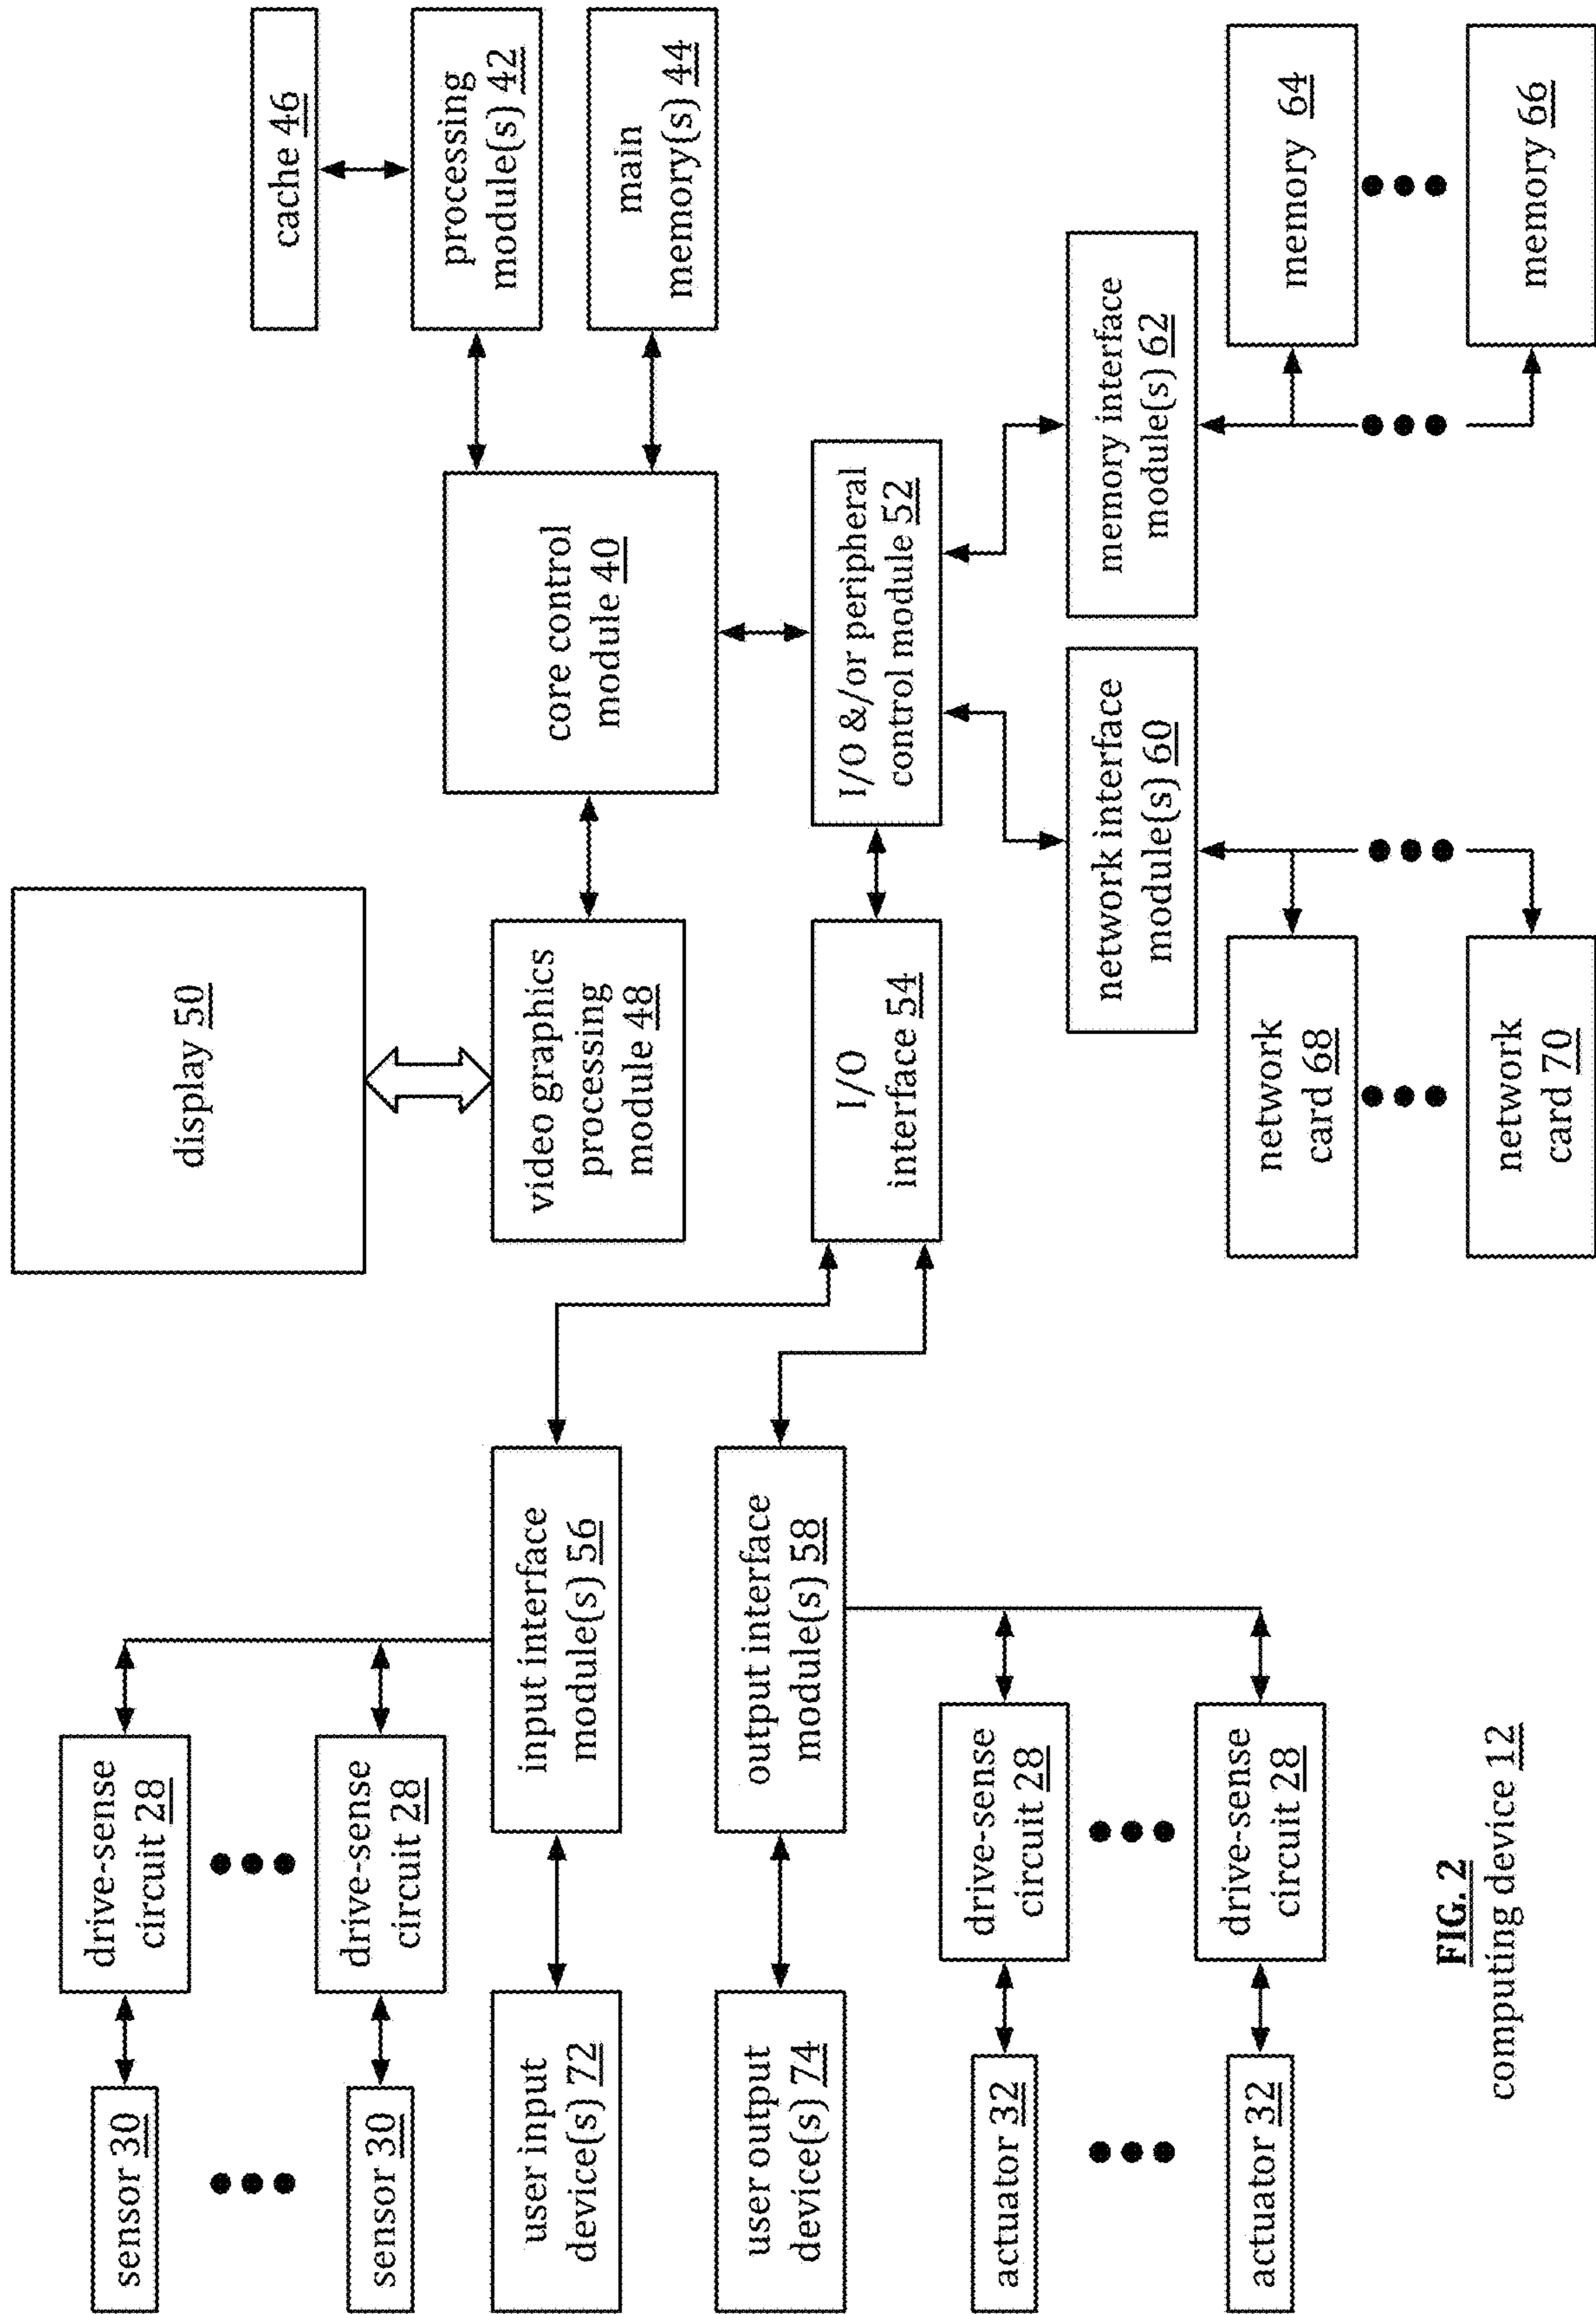 display 50
cache 46
video graphics
processing
module 48
core control
module 40
processing
module(s) 42
main
memory(s) 44
sensor 30
drive-sense
circuit 28
sensor 30
drive-sense
circuit 28
user input
device(s) 72
input interface
module(s) 56
user output
device(s) 74
output interface
module(s) 58
I/O
interface 54
I/O &/or peripheral
control module 52
actuator 32
drive-sense
circuit 28
actuator 32
drive-sense
circuit 28
network interface
module(s) 60
memory interface
module(s) 62
network
card 68
memory 64
network
card 70
memory 66
FIG. 2
computing device 12